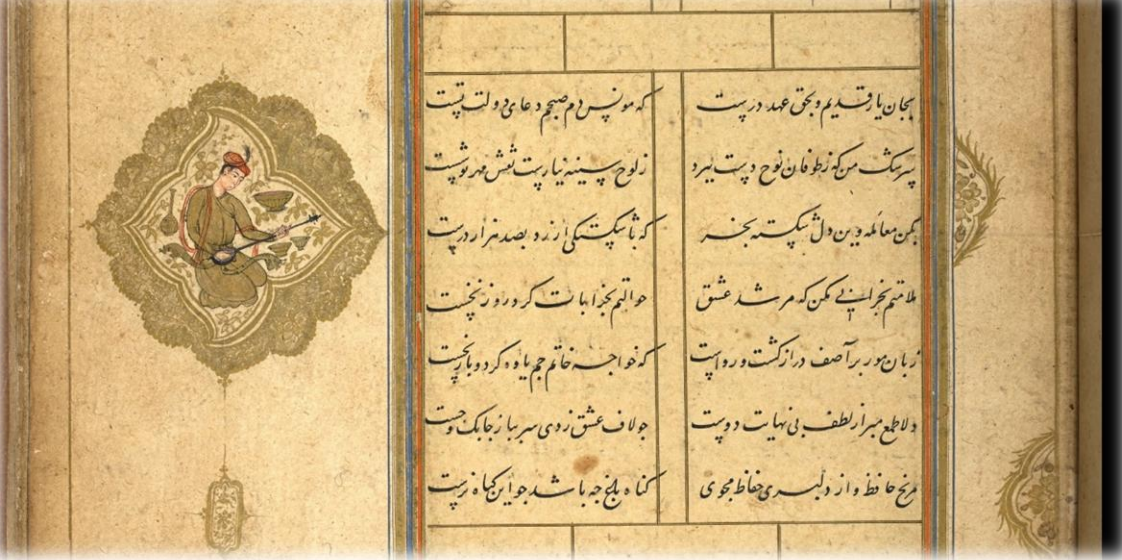 بجان یار قدیم و بحق عهد درست که مونس دم صبحم دعای دولت تست
سرشک من که ز طوفان نوح دست ببرد ز لوح سینه نیارست نقش مهر تو شست
بکن معامله وین دل شکسته بخر که با شکستگی ارزد بصد هزار درست
ملامتم بخرابی مکن که مرشد عشق حوالتم بخرابات کرد روز نخست
زبان مور بر آصف دراز گشت و رواست که خواجه خاتم جم یاوه کرد و باز نجست
دلا طمع مبر از لطف بی نهایت دوست چو لاف عشق زدی سر بباز چابک و چست
مرنج حافظ و از دلبری حفاظ مجوی گناه باغ چه باشد چو این گیاه نرست